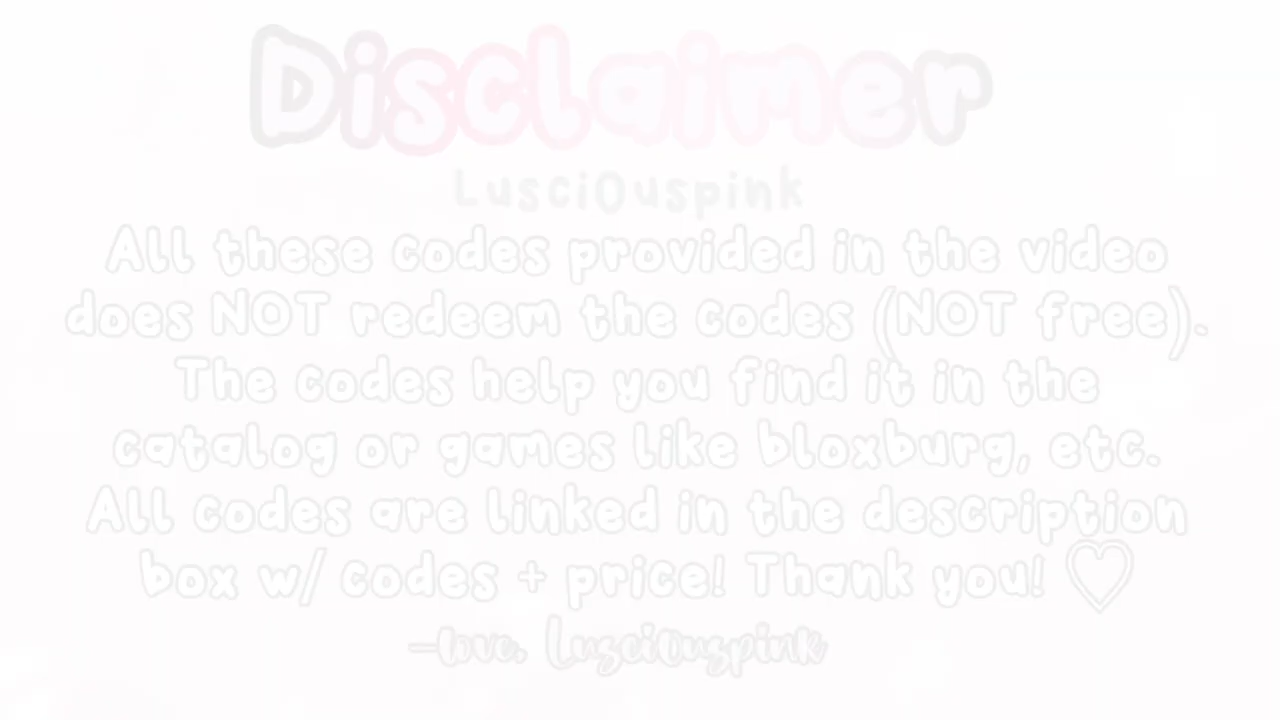 Disclaimer
Lusci0uspink
All these codes provided in the video
does NOT redeem the codes (NOT free).
The codes help you find it in the
catalog or games like bloxburg, etc.
All codes are linked in the description
box w/ codes + price! Thank you! ♡
-love, Lusci0uspink